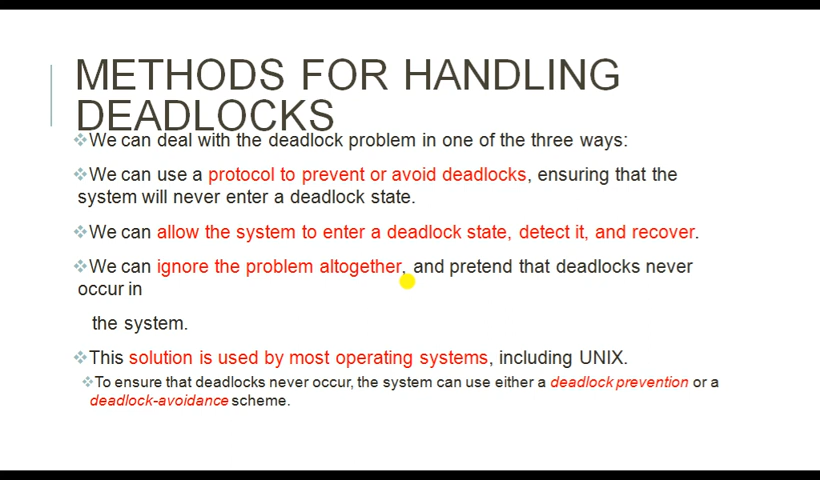 METHODS FOR HANDLING
DEADLOCKS
❖We can deal with the deadlock problem in one of the three ways:
❖We can use a protocol to prevent or avoid deadlocks, ensuring that the
system will never enter a deadlock state.
❖We can allow the system to enter a deadlock state, detect it, and recover.
❖We can ignore the problem altogether, and pretend that deadlocks never
occur in
the system.
❖This solution is used by most operating systems, including UNIX.
❖To ensure that deadlocks never occur, the system can use either a deadlock prevention or a
deadlock-avoidance scheme.